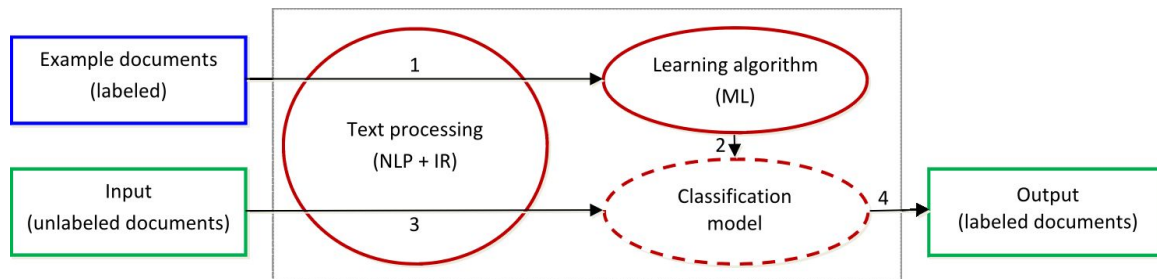 Example documents
(labeled)
1
Learning algorithm
(ML)
Text processing
(NLP + IR)
2
Input
(unlabeled documents)
3
Classification
model
4
Output
(labeled documents)